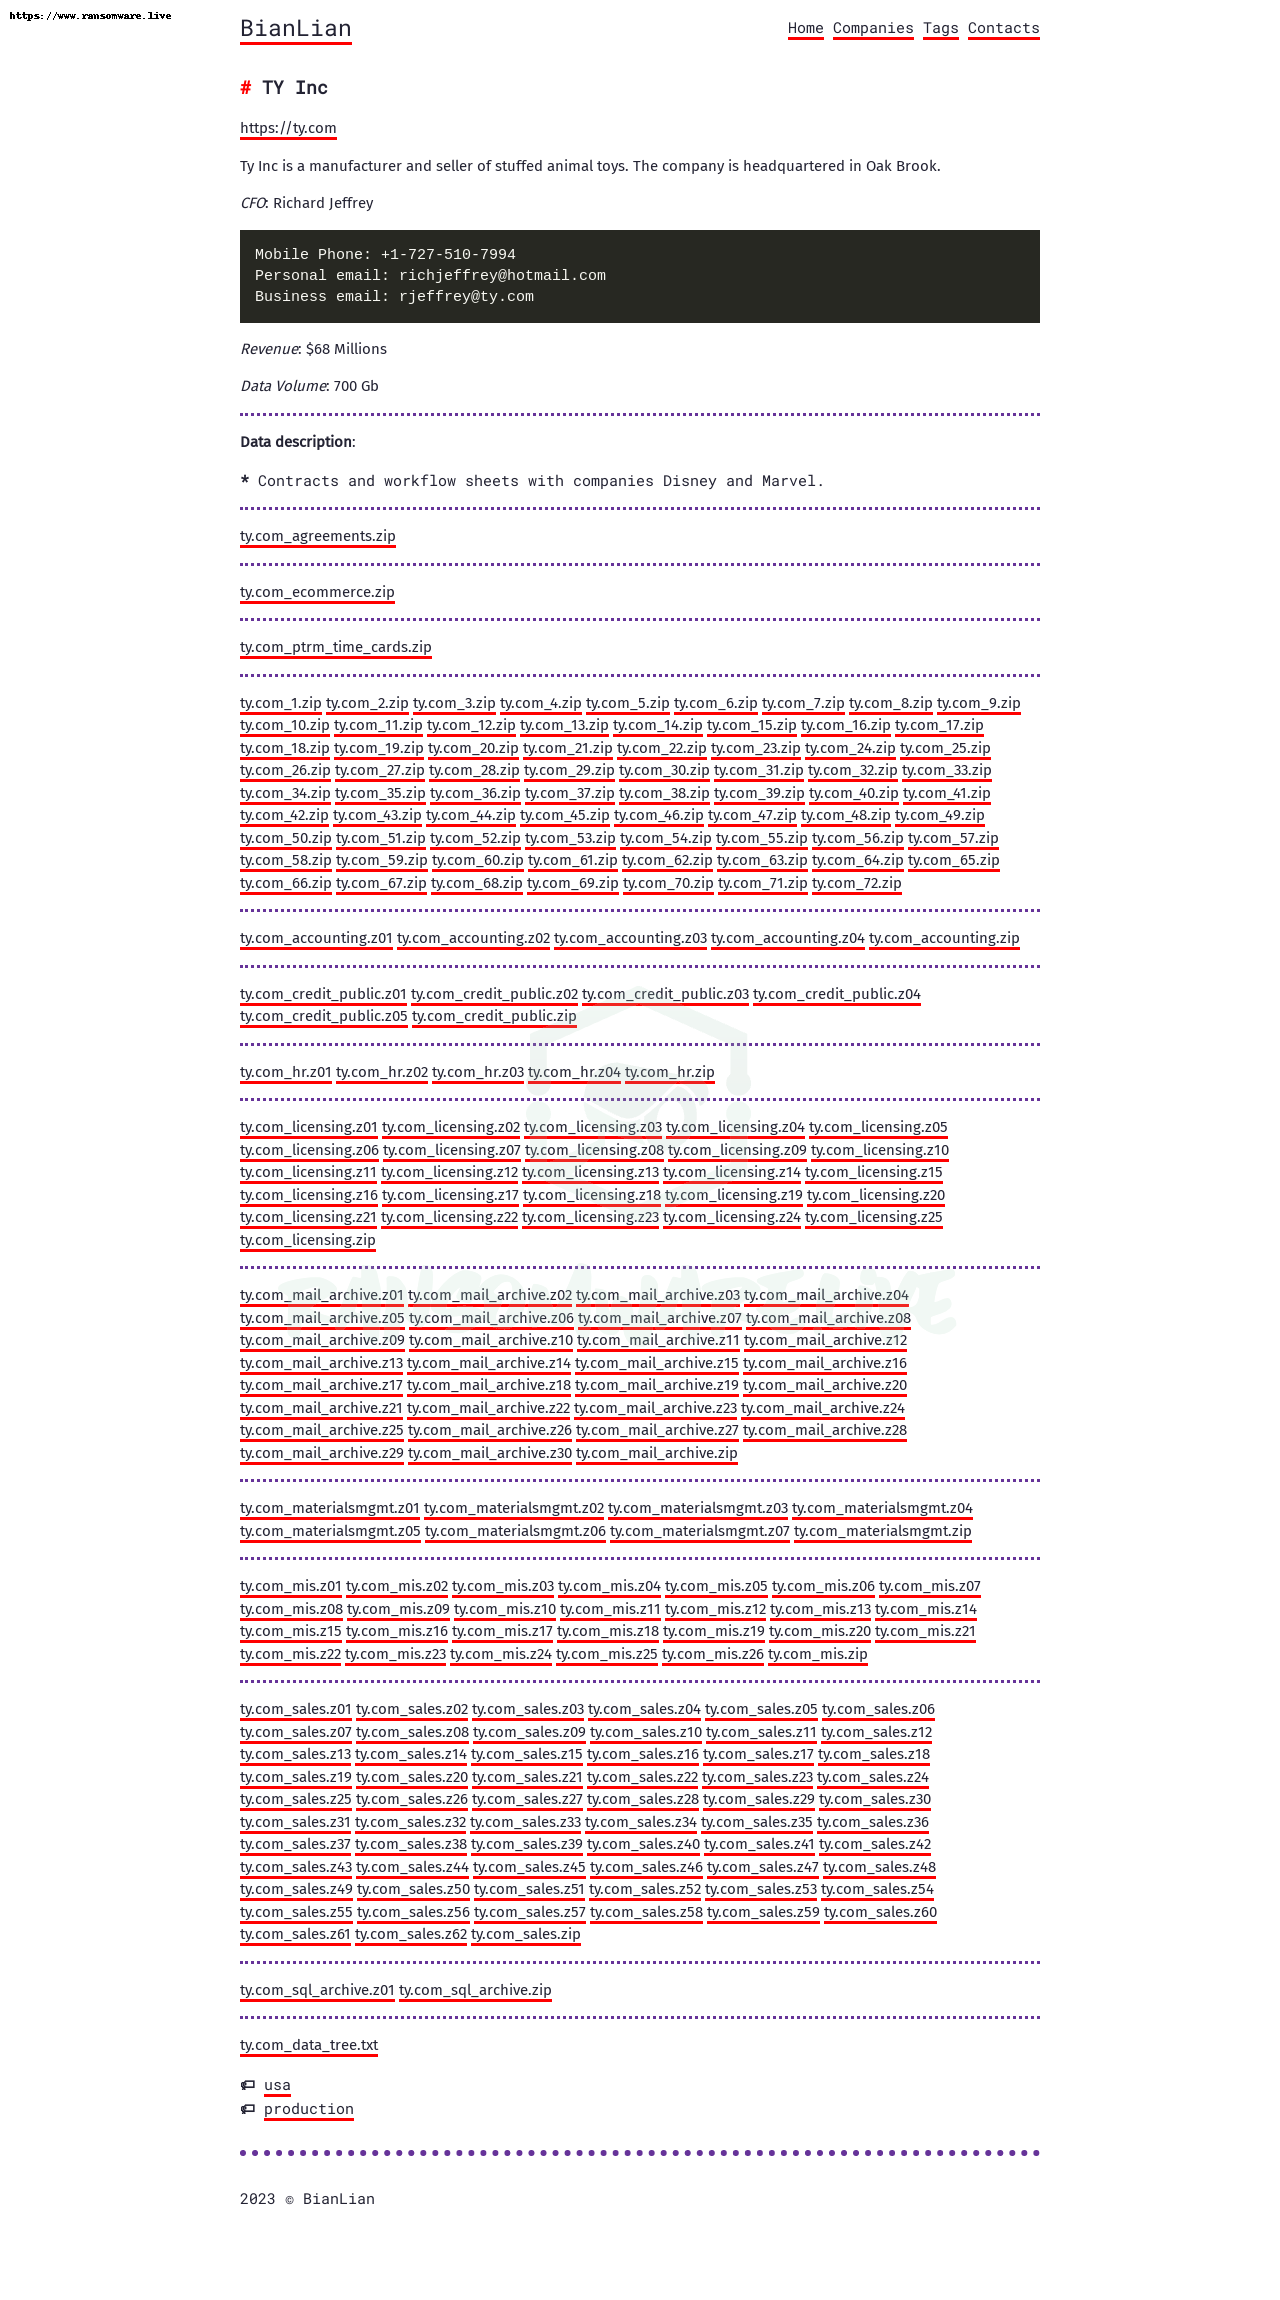 https://www.ransomware.live
BianLian
Home Companies Tags Contacts
# TY Inc
https://ty.com
Ty Inc is a manufacturer and seller of stuffed animal toys. The company is headquartered in Oak Brook.
CFO: Richard Jeffrey
Mobile Phone: +1-727-510-7994
Personal email: richjeffrey@hotmail.com
Business email: rjeffrey@ty.com
Revenue: $68 Millions
Data Volume: 700 Gb
Data description:
* Contracts and workflow sheets with companies Disney and Marvel.
ty.com_agreements.zip
ty.com_ecommerce.zip
ty.com_ptrm_time_cards.zip
ty.com_1.zip ty.com_2.zip ty.com_3.zip ty.com_4.zip ty.com_5.zip ty.com_6.zip ty.com_7.zip ty.com_8.zip ty.com_9.zip
ty.com_10.zip ty.com_11.zip ty.com_12.zip ty.com_13.zip ty.com_14.zip ty.com_15.zip ty.com_16.zip ty.com_17.zip
ty.com_18.zip ty.com_19.zip ty.com_20.zip ty.com_21.zip ty.com_22.zip ty.com_23.zip ty.com_24.zip ty.com_25.zip
ty.com_26.zip ty.com_27.zip ty.com_28.zip ty.com_29.zip ty.com_30.zip ty.com_31.zip ty.com_32.zip ty.com_33.zip
ty.com_34.zip ty.com_35.zip ty.com_36.zip ty.com_37.zip ty.com_38.zip ty.com_39.zip ty.com_40.zip ty.com_41.zip
ty.com_42.zip ty.com_43.zip ty.com_44.zip ty.com_45.zip ty.com_46.zip ty.com_47.zip ty.com_48.zip ty.com_49.zip
ty.com_50.zip ty.com_51.zip ty.com_52.zip ty.com_53.zip ty.com_54.zip ty.com_55.zip ty.com_56.zip ty.com_57.zip
ty.com_58.zip ty.com_59.zip ty.com_60.zip ty.com_61.zip ty.com_62.zip ty.com_63.zip ty.com_64.zip ty.com_65.zip
ty.com_66.zip ty.com_67.zip ty.com_68.zip ty.com_69.zip ty.com_70.zip ty.com_71.zip ty.com_72.zip
ty.com_accounting.z01 ty.com_accounting.z02 ty.com_accounting.z03 ty.com_accounting.z04 ty.com_accounting.zip
ty.com_credit_public.z01 ty.com_credit_public.z02 ty.com_credit_public.z03 ty.com_credit_public.z04
ty.com_credit_public.z05 ty.com_credit_public.zip
ty.com_hr.z01 ty.com_hr.z02 ty.com_hr.z03 ty.com_hr.z04 ty.com_hr.zip
ty.com_licensing.z01 ty.com_licensing.z02 ty.com_licensing.z03 ty.com_licensing.z04 ty.com_licensing.z05
ty.com_licensing.z06 ty.com_licensing.z07 ty.com_licensing.z08 ty.com_licensing.z09 ty.com_licensing.z10
ty.com_licensing.z11 ty.com_licensing.z12 ty.com_licensing.z13 ty.com_licensing.z14 ty.com_licensing.z15
ty.com_licensing.z16 ty.com_licensing.z17 ty.com_licensing.z18 ty.com_licensing.z19 ty.com_licensing.z20
ty.com_licensing.z21 ty.com_licensing.z22 ty.com_licensing.z23 ty.com_licensing.z24 ty.com_licensing.z25
ty.com_licensing.zip
RANSOMWARE.LIVE
ty.com_mail_archive.z01 ty.com_mail_archive.z02 ty.com_mail_archive.z03 ty.com_mail_archive.z04
ty.com_mail_archive.z05 ty.com_mail_archive.z06 ty.com_mail_archive.z07 ty.com_mail_archive.z08
ty.com_mail_archive.z09 ty.com_mail_archive.z10 ty.com_mail_archive.z11 ty.com_mail_archive.z12
ty.com_mail_archive.z13 ty.com_mail_archive.z14 ty.com_mail_archive.z15 ty.com_mail_archive.z16
ty.com_mail_archive.z17 ty.com_mail_archive.z18 ty.com_mail_archive.z19 ty.com_mail_archive.z20
ty.com_mail_archive.z21 ty.com_mail_archive.z22 ty.com_mail_archive.z23 ty.com_mail_archive.z24
ty.com_mail_archive.z25 ty.com_mail_archive.z26 ty.com_mail_archive.z27 ty.com_mail_archive.z28
ty.com_mail_archive.z29 ty.com_mail_archive.z30 ty.com_mail_archive.zip
ty.com_materialsmgmt.z01 ty.com_materialsmgmt.z02 ty.com_materialsmgmt.z03 ty.com_materialsmgmt.z04
ty.com_materialsmgmt.z05 ty.com_materialsmgmt.z06 ty.com_materialsmgmt.z07 ty.com_materialsmgmt.zip
ty.com_mis.z01 ty.com_mis.z02 ty.com_mis.z03 ty.com_mis.z04 ty.com_mis.z05 ty.com_mis.z06 ty.com_mis.z07
ty.com_mis.z08 ty.com_mis.z09 ty.com_mis.z10 ty.com_mis.z11 ty.com_mis.z12 ty.com_mis.z13 ty.com_mis.z14
ty.com_mis.z15 ty.com_mis.z16 ty.com_mis.z17 ty.com_mis.z18 ty.com_mis.z19 ty.com_mis.z20 ty.com_mis.z21
ty.com_mis.z22 ty.com_mis.z23 ty.com_mis.z24 ty.com_mis.z25 ty.com_mis.z26 ty.com_mis.zip
ty.com_sales.z01 ty.com_sales.z02 ty.com_sales.z03 ty.com_sales.z04 ty.com_sales.z05 ty.com_sales.z06
ty.com_sales.z07 ty.com_sales.z08 ty.com_sales.z09 ty.com_sales.z10 ty.com_sales.z11 ty.com_sales.z12
ty.com_sales.z13 ty.com_sales.z14 ty.com_sales.z15 ty.com_sales.z16 ty.com_sales.z17 ty.com_sales.z18
ty.com_sales.z19 ty.com_sales.z20 ty.com_sales.z21 ty.com_sales.z22 ty.com_sales.z23 ty.com_sales.z24
ty.com_sales.z25 ty.com_sales.z26 ty.com_sales.z27 ty.com_sales.z28 ty.com_sales.z29 ty.com_sales.z30
ty.com_sales.z31 ty.com_sales.z32 ty.com_sales.z33 ty.com_sales.z34 ty.com_sales.z35 ty.com_sales.z36
ty.com_sales.z37 ty.com_sales.z38 ty.com_sales.z39 ty.com_sales.z40 ty.com_sales.z41 ty.com_sales.z42
ty.com_sales.z43 ty.com_sales.z44 ty.com_sales.z45 ty.com_sales.z46 ty.com_sales.z47 ty.com_sales.z48
ty.com_sales.z49 ty.com_sales.z50 ty.com_sales.z51 ty.com_sales.z52 ty.com_sales.z53 ty.com_sales.z54
ty.com_sales.z55 ty.com_sales.z56 ty.com_sales.z57 ty.com_sales.z58 ty.com_sales.z59 ty.com_sales.z60
ty.com_sales.z61 ty.com_sales.z62 ty.com_sales.zip
ty.com_sql_archive.z01 ty.com_sql_archive.zip
ty.com_data_tree.txt
usa
production
2023 © BianLian